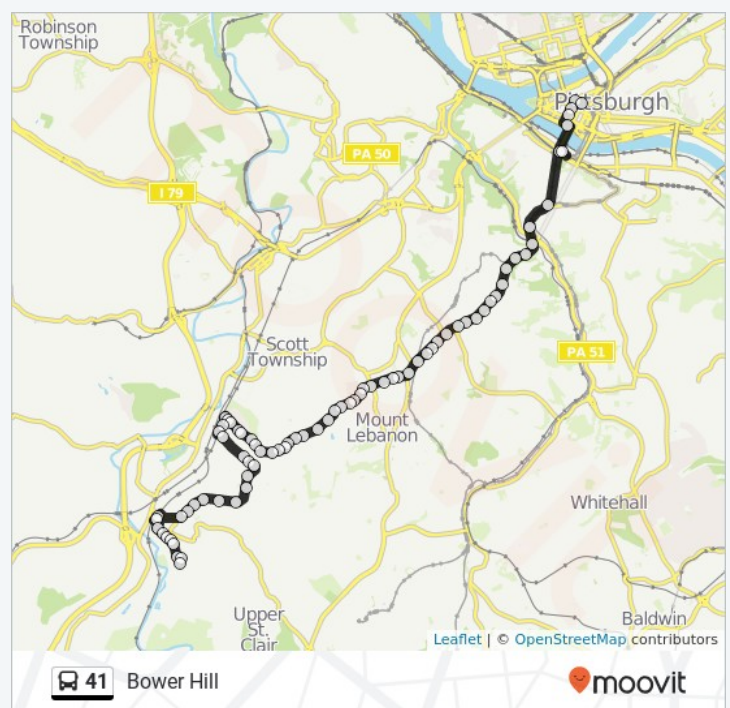 Robinson
Township
Pittsburgh
PA 50
I 79
Scott
Township
PA 51
Mount
Lebanon
Whitehall
Upper
St.
Clair
Baldwin
Leaflet | © OpenStreetMap contributors
41 Bower Hill
moovit